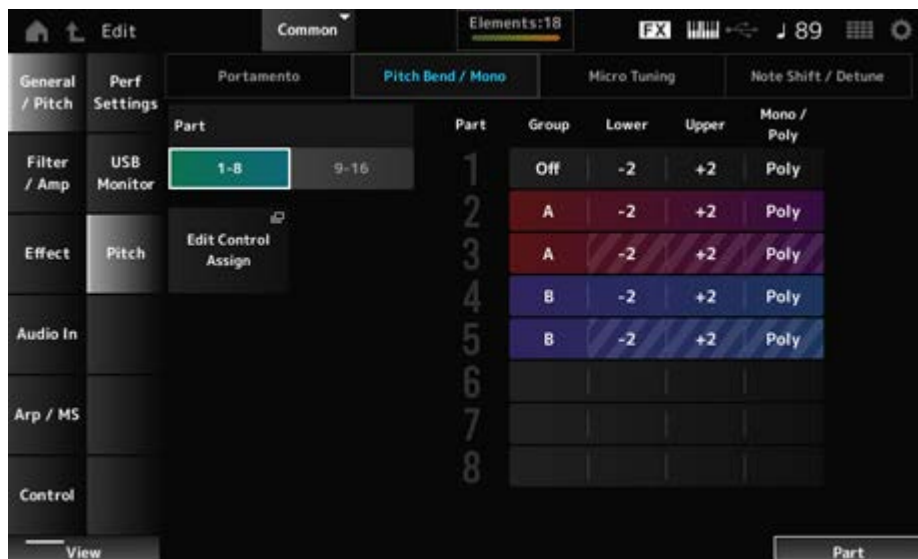 Edit Common Elements:18 FX ♩ 89
General / Pitch
Perf Settings
Filter / Amp
USB Monitor
Effect
Pitch
Audio In
Arp / MS
Control
View
Portamento Pitch Bend / Mono Micro Tuning Note Shift / Detune
Part
1-8 9-16
Edit Control
Assign
Part Group Lower Upper Mono / Poly
1 Off -2 +2 Poly
2 A -2 +2 Poly
3 A -2 +2 Poly
4 B -2 +2 Poly
5 B -2 +2 Poly
6
7
8
Part